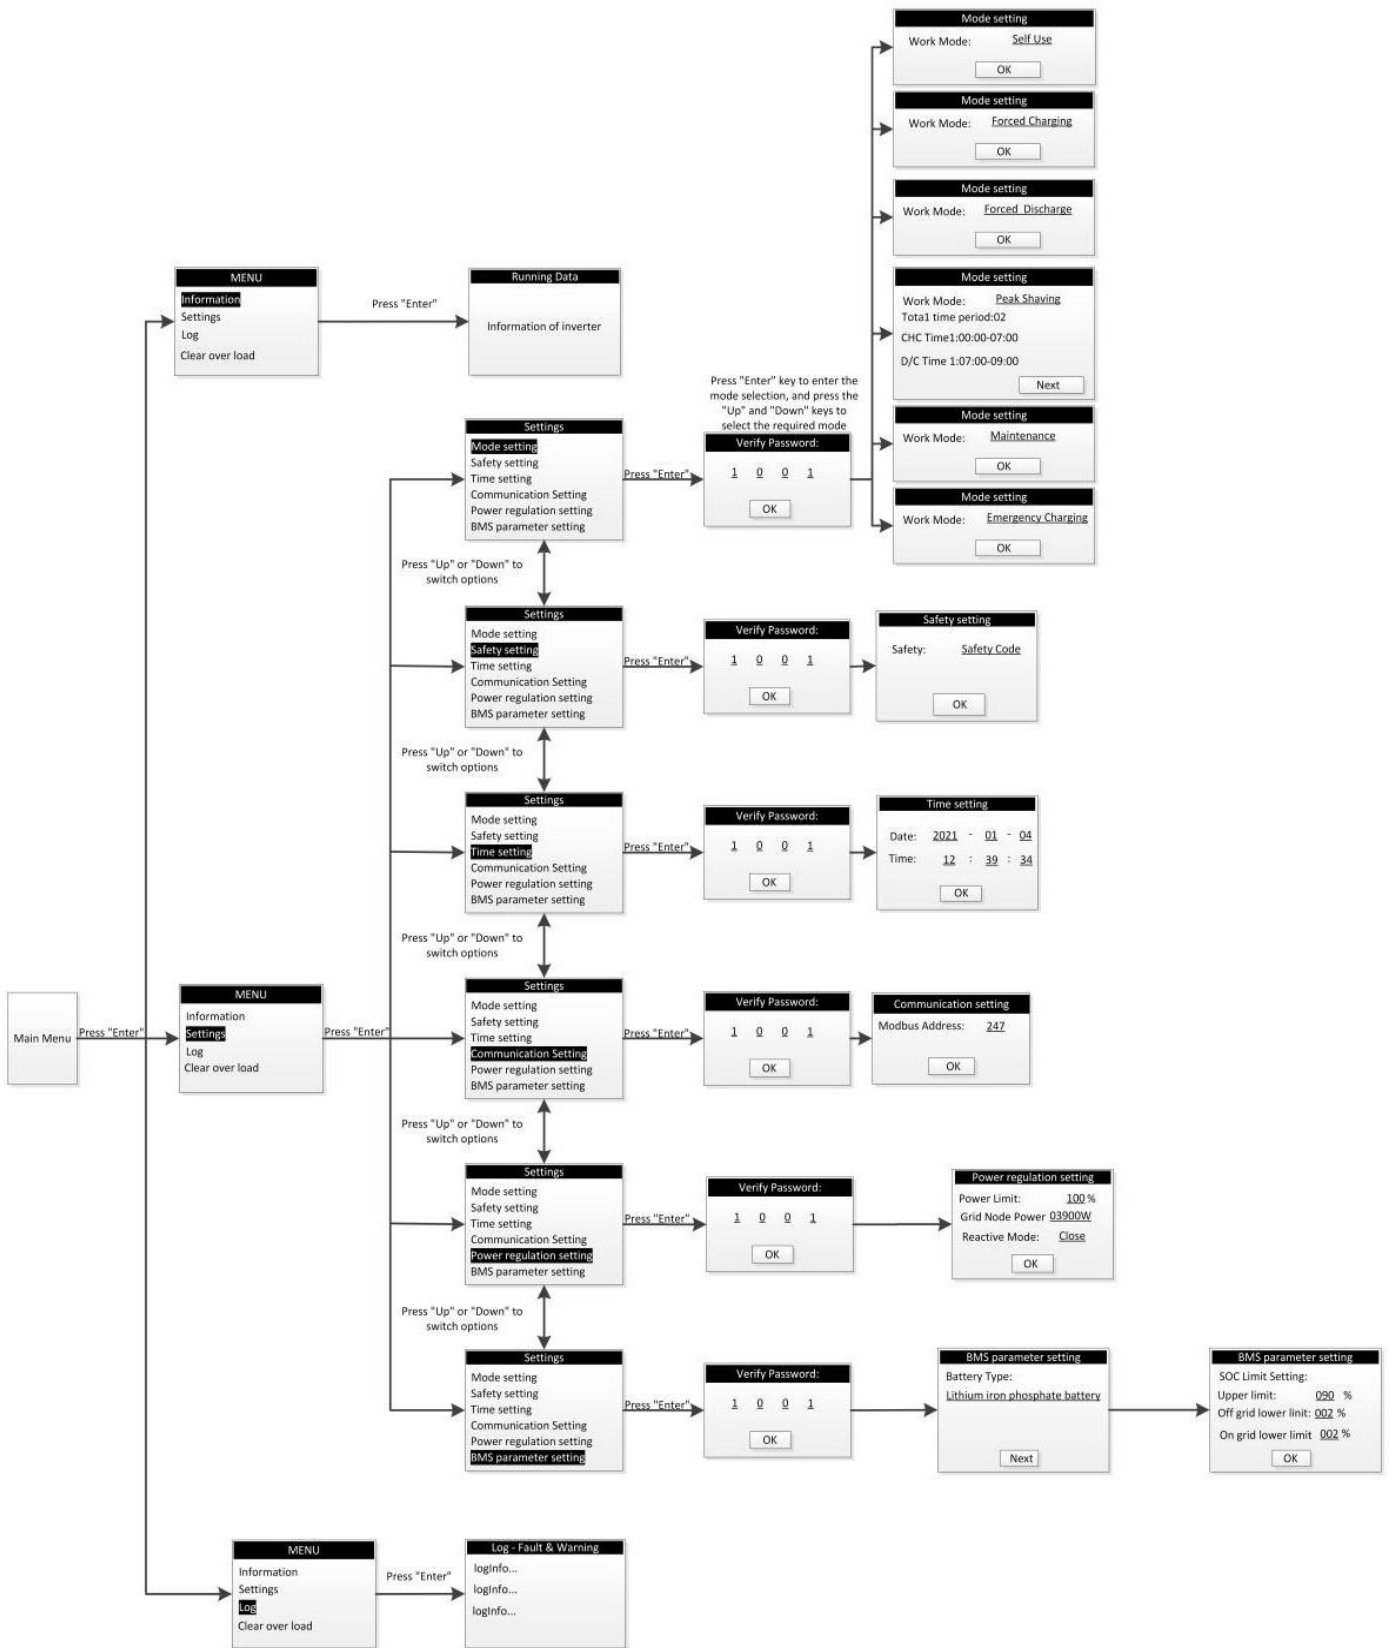 Mode setting
Work Mode: Self Use
OK
Mode setting
Work Mode: Forced Charging
OK
Mode setting
Work Mode: Forced Discharge
OK
Mode setting
Work Mode: Peak Shaving
Tota1 time period:02
CHC Time1:00:00-07:00
D/C Time 1:07:00-09:00
Next
Mode setting
Work Mode: Maintenance
OK
Mode setting
Work Mode: Emergency Charging
OK
MENU
Information
Settings
Log
Clear over load
Press "Enter"
Running Data
Information of inverter
Press "Enter" key to enter the
mode selection, and press the
"Up" and "Down" keys to
select the required mode
Settings
Mode setting
Safety setting
Time setting
Communication Setting
Power regulation setting
BMS parameter setting
Press "Enter"
Verify Password:
1 0 0 1
OK
Press "Up" or "Down" to
switch options
Settings
Mode setting
Safety setting
Time setting
Communication Setting
Power regulation setting
BMS parameter setting
Press "Enter"
Verify Password:
1 0 0 1
OK
Safety setting
Safety: Safety Code
OK
Press "Up" or "Down" to
switch options
Settings
Mode setting
Safety setting
Time setting
Communication Setting
Power regulation setting
BMS parameter setting
Press "Enter"
Verify Password:
1 0 0 1
OK
Time setting
Date: 2021 - 01 - 04
Time: 12 : 39 : 34
OK
Press "Up" or "Down" to
switch options
Main Menu
Press "Enter"
MENU
Information
Settings
Log
Clear over load
Press "Enter"
Settings
Mode setting
Safety setting
Time setting
Communication Setting
Power regulation setting
BMS parameter setting
Press "Enter"
Verify Password:
1 0 0 1
OK
Communication setting
Modbus Address: 247
OK
Press "Up" or "Down" to
switch options
Settings
Mode setting
Safety setting
Time setting
Communication Setting
Power regulation setting
BMS parameter setting
Press "Enter"
Verify Password:
1 0 0 1
OK
Power regulation setting
Power Limit: 100 %
Grid Node Power 03900W
Reactive Mode: Close
OK
Press "Up" or "Down" to
switch options
Settings
Mode setting
Safety setting
Time setting
Communication Setting
Power regulation setting
BMS parameter setting
Press "Enter"
Verify Password:
1 0 0 1
OK
BMS parameter setting
Battery Type:
Lithium iron phosphate battery
Next
BMS parameter setting
SOC Limit Setting:
Upper limit: 090 %
Off grid lower linit: 002 %
On grid lower limit 002 %
OK
MENU
Information
Settings
Log
Clear over load
Press "Enter"
Log - Fault & Warning
logInfo...
logInfo...
logInfo...